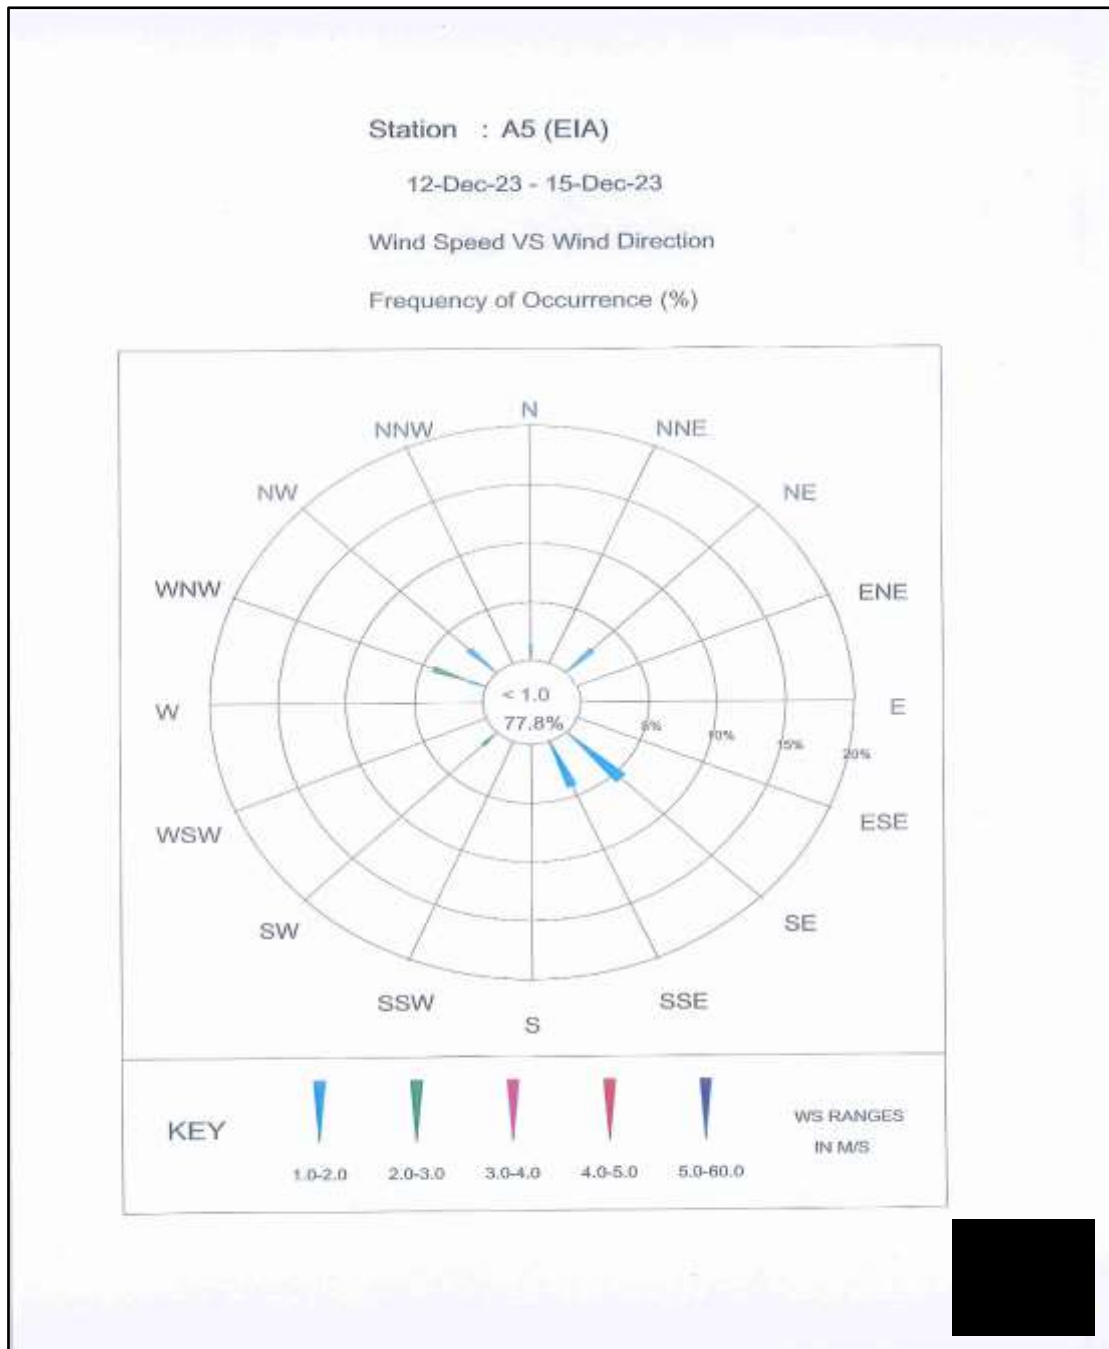 Station : A5 (EIA)
12-Dec-23 - 15-Dec-23
Wind Speed VS Wind Direction
Frequency of Occurrence (%)
N
NNW
NNE
NW
NE
WNW
ENE
< 1.0
W
E
77.8%
5%
10%
15%
20%
WSW
ESE
SW
SE
SSW
SSE
S
KEY
WS RANGES
IN M/S
1.0-2.0
2.0-3.0
3.0-4.0
4.0-5.0
5.0-60.0